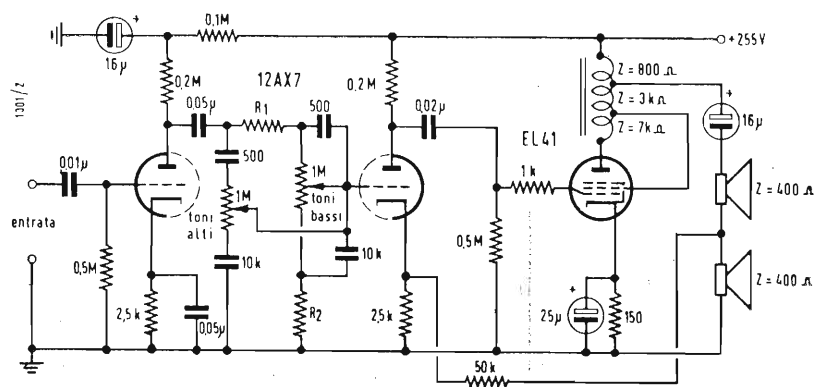 0,1M
+
16μ
+255V
0,2M
12AX7
0,2M
Z = 800 Ω
Z = 3kΩ
Z = 7kΩ
+
16μ
1301/2
0,05μ
R1
500
0,02μ
EL41
0,01μ
500
1M
1M
1k
Z = 400 Ω
entrata
toni
alti
toni
bassi
0,5M
10k
10k
0,5M
Z = 400 Ω
2,5k
0,05μ
R2
2,5k
+
25μ
150
50k